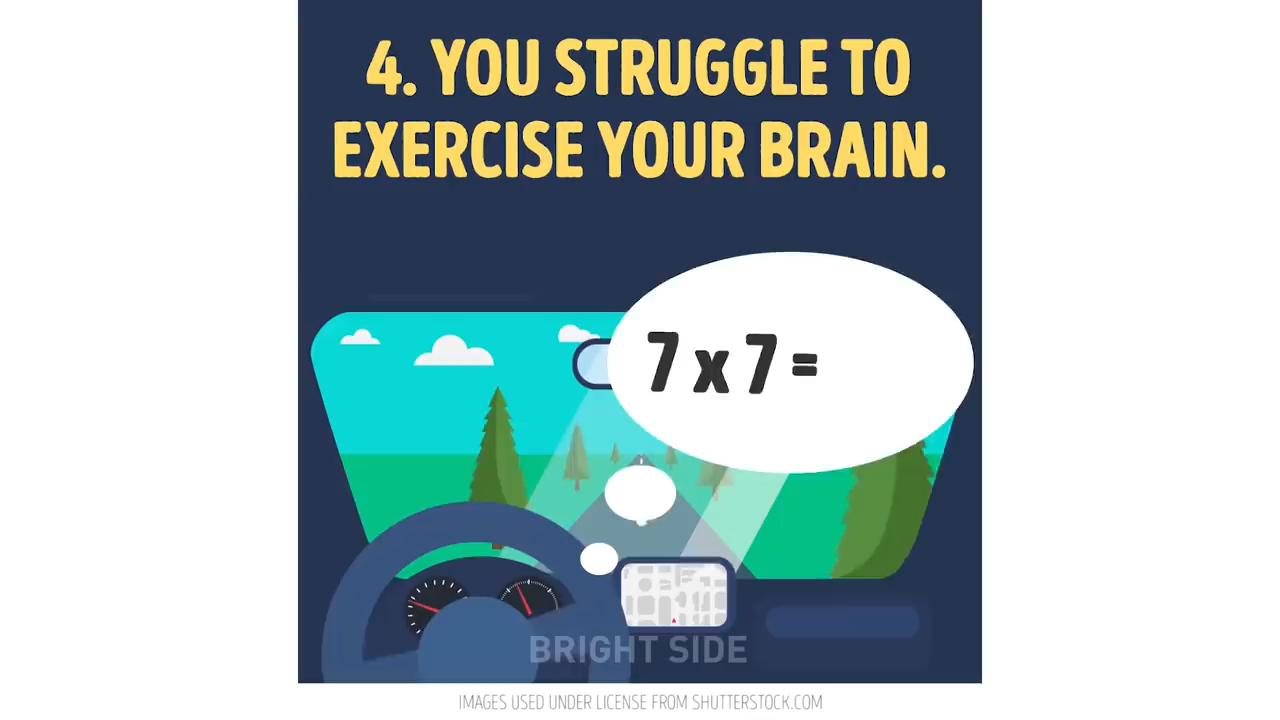 4. YOU STRUGGLE TO
EXERCISE YOUR BRAIN.
7 x 7 =
BRIGHT SIDE
IMAGES USED UNDER LICENSE FROM SHUTTERSTOCK.COM